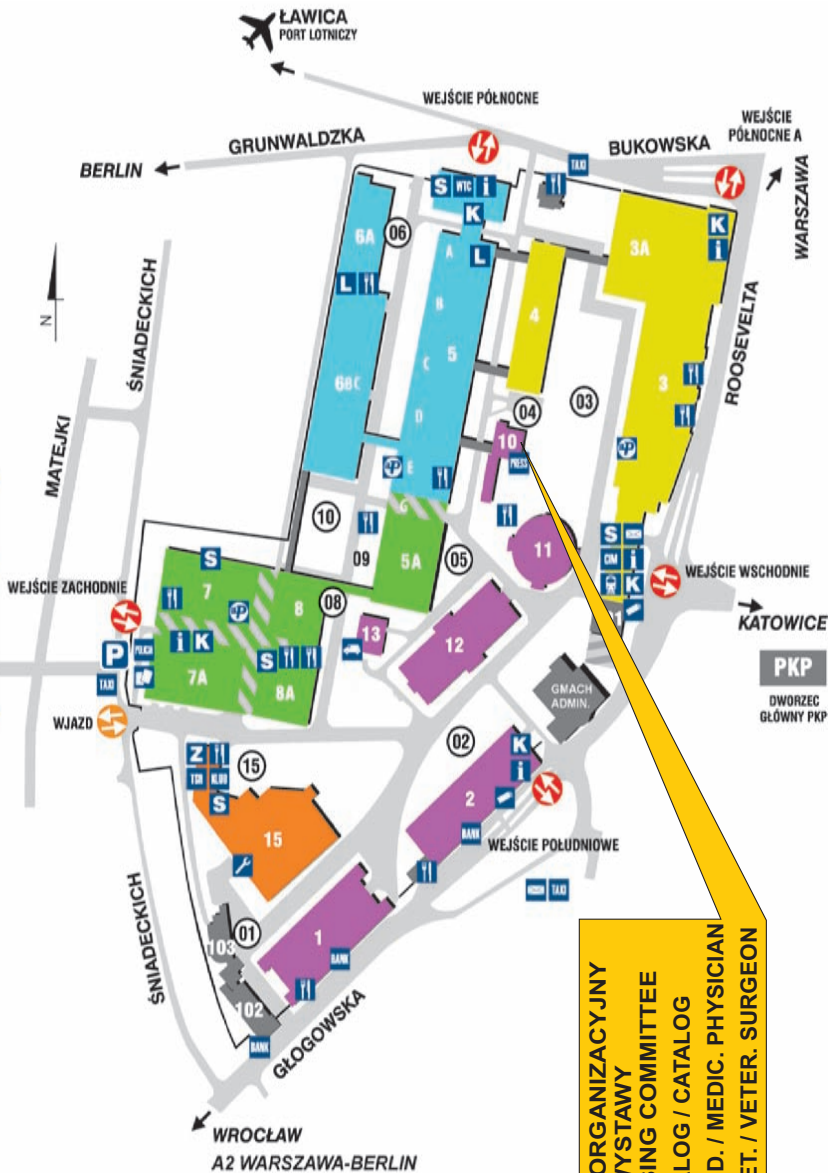 ŁAWICA
PORT LOTNICZY
WEJŚCIE PÓŁNOCNE
WEJŚCIE
PÓŁNOCNE A
GRUNWALDZKA
BUKOWSKA
BERLIN
WARSZAWA
TAXI
S WTC i
K
6A
06
A
L
3A
K
i
N
ŚNIADECKICH
ROOSEVELTA
L
B
4
5
6BC
C
3
MATEJKI
04
03
D
10
P
PRESS
P
E
10
C
09
5A
05
11
S
CIM i
K
WEJŚCIE WSCHODNIE
KATOWICE
S
7
8
08
WEJŚCIE ZACHODNIE
P
13
12
P
POLICJA
i K
S
TAXI
7A
8A
GMACH
ADMIN.
PKP
DWORZEC
GŁÓWNY PKP
WJAZD
02
K
i
Z
TSR KLUB
S
15
2
15
BANK
WEJŚCIE POŁUDNIOWE
TAXI
ŚNIADECKICH
103
01
1
BANK
102
BANK
GŁOGOWSKA
WROCŁAW
A2 WARSZAWA-BERLIN
ORGANIZACYJNY
YSTAWY
ING COMMITTEE
LOG / CATALOG
D. / MEDIC. PHYSICIAN
ET. / VETER. SURGEON